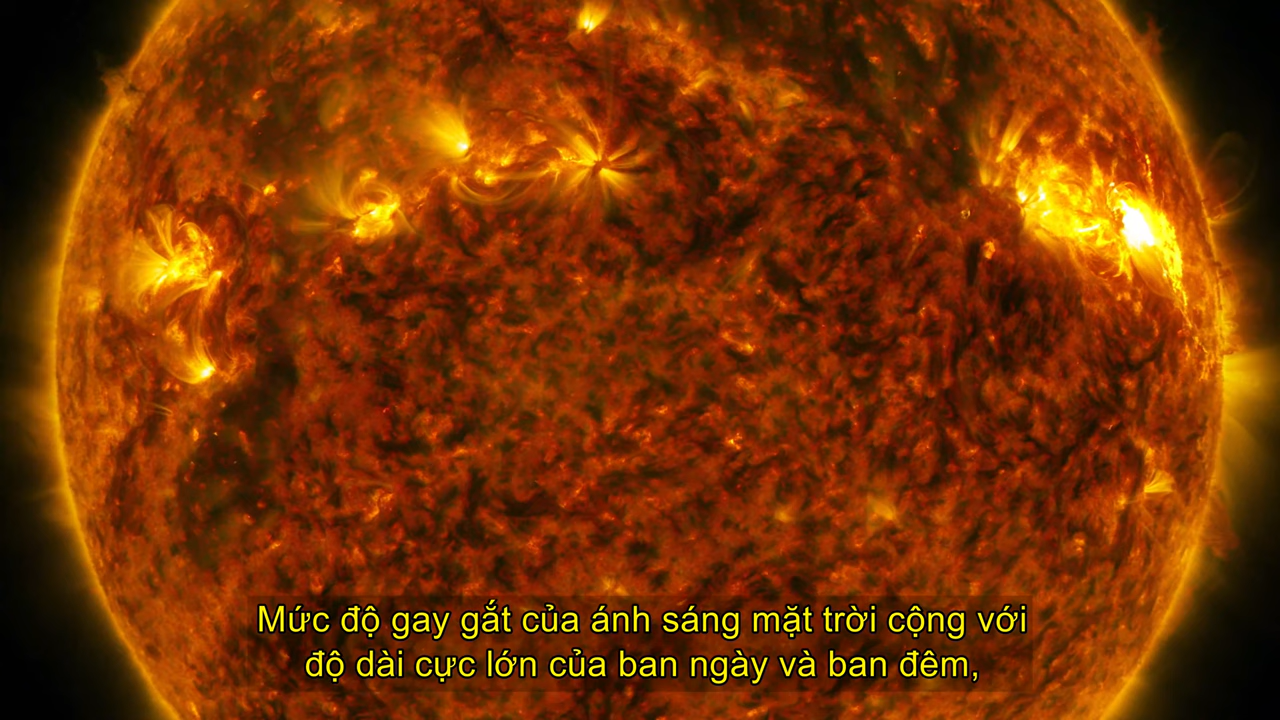 Mức độ gay gắt của ánh sáng mặt trời cộng với
độ dài cực lớn của ban ngày và ban đêm,